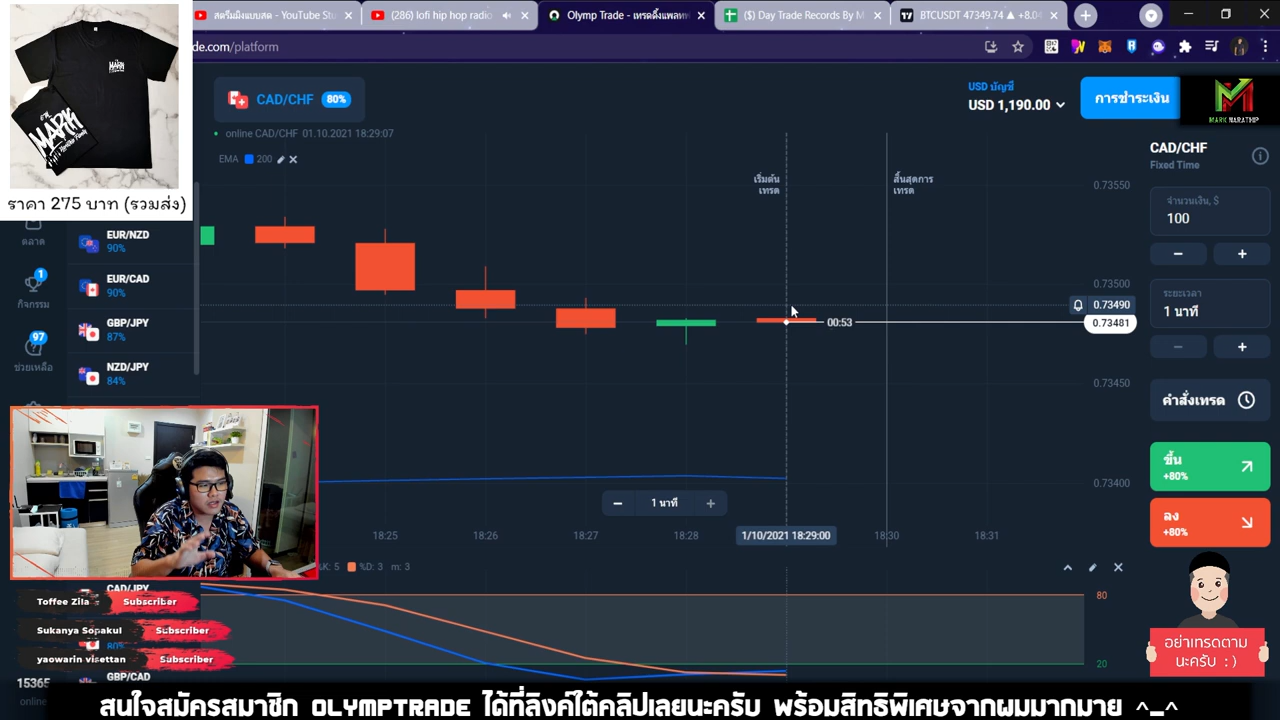 สตรีมมิงแบบสด - YouTube Stu
(286) lofi hip hop radio
Olymp Trade - เทรดดิ้งแพลทฟ
($) Day Trade Records By M
BTCUSDT 47349.74 ▲ +8.0
de.com/platform
MARK
MARK
ราคา 275 บาท (รวมส่ง)
CAD/CHF 80%
USD บัญชี
USD 1,190.00
การชำระเงิน
MARK NARATHIP
online CAD/CHF 01.10.2021 18:29:07
EMA 200
เริ่มต้น
เทรด
สิ้นสุดการ
เทรด
ตลาด
1
กิจกรรม
97
ช่วยเหลือ
EUR/NZD
90%
EUR/CAD
90%
GBP/JPY
87%
NZD/JPY
84%
0.73550
0.73500
0.73490
0.73481
0.73450
0.73400
00:53
1 นาที
18:25
18:26
18:27
18:28
1/10/2021 18:29:00
18:30
18:31
CAD/CHF
Fixed Time
จำนวนเงิน, $
100
ระยะเวลา
1 นาที
คำสั่งเทรด
ขึ้น
+80%
ลง
+80%
%K: 5 %D: 3 m: 3
80
20
CAD/JPY
Toffee Zila Subscriber
Sukanya Sopakul Subscriber
80%
yaowarin visettan Subscriber
GBP/CAD
15365
online
อย่าเทรดตาม
นะครับ : )
สนใจสมัครสมาชิก OLYMPTRADE ได้ที่ลิงค์ใต้คลิปเลยนะครับ พร้อมสิทธิพิเศษจากผมมากมาย ^_^